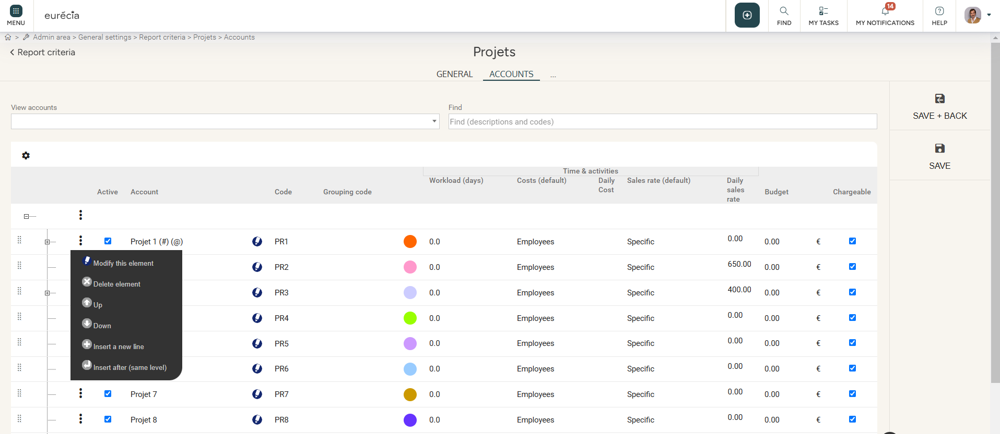 MENU
eurécia
FIND
MY TASKS
14
MY NOTIFICATIONS
HELP
> Admin area > General settings > Report criteria > Projets > Accounts
Report criteria
Projets
GENERAL
ACCOUNTS
...
View accounts
Find
Find (descriptions and codes)
SAVE + BACK
SAVE
Time & activities
Active
Account
Code
Grouping code
Workload (days)
Costs (default)
Daily
Cost
Sales rate (default)
Daily
sales
rate
Budget
Chargeable
Projet 1 (#) (@) PR1 0.0 Employees Specific 0.00 0.00 €
PR2 0.0 Employees Specific 650.00 0.00 €
PR3 0.0 Employees Specific 400.00 0.00 €
PR4 0.0 Employees Specific 0.00 0.00 €
PR5 0.0 Employees Specific 0.00 0.00 €
PR6 0.0 Employees Specific 0.00 0.00 €
Projet 7 PR7 0.0 Employees Specific 0.00 0.00 €
Projet 8 PR8 0.0 Employees Specific 0.00 0.00 €
Modify this element
Delete element
Up
Down
Insert a new line
Insert after (same level)